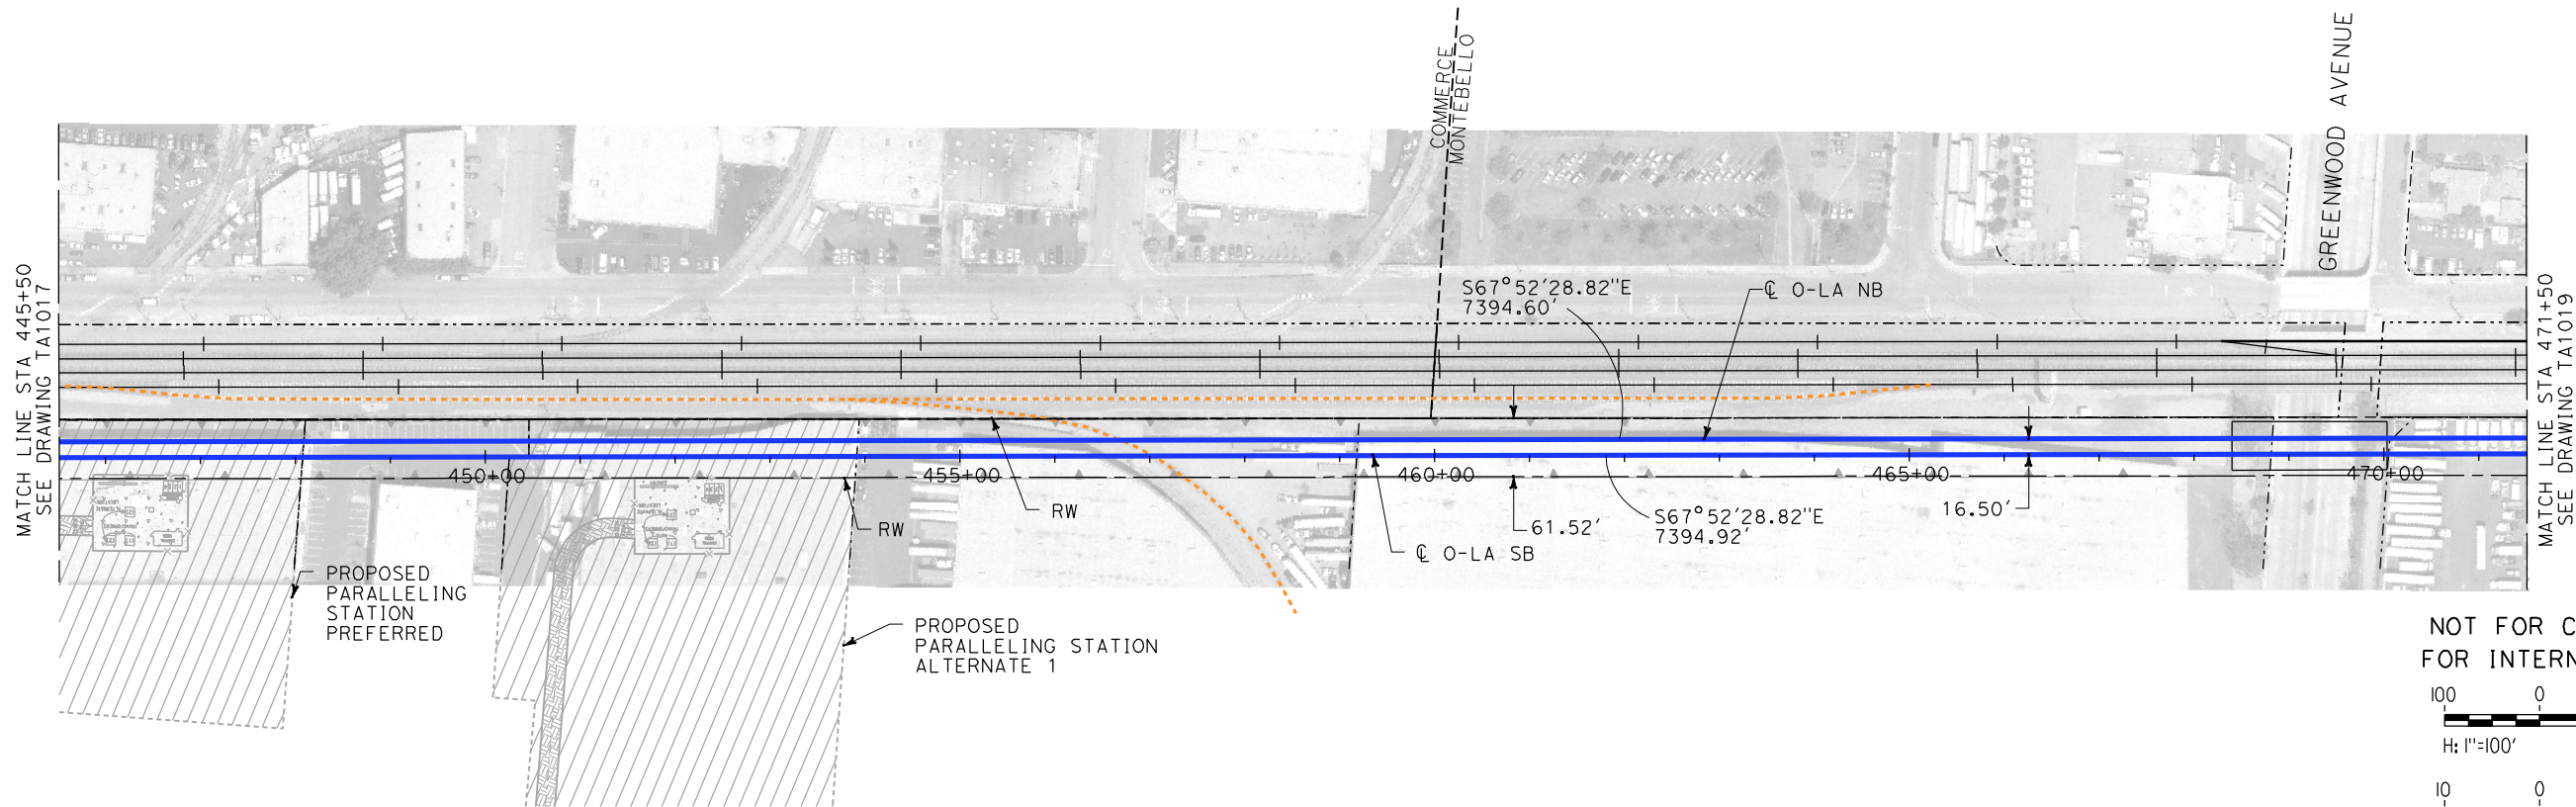 COMMERCE
MONTEBELLO
GREENWOOD AVENUE
MATCH LINE STA 445+50
SEE DRAWING TA1017
S67°52'28.82"E
7394.60'
℄ O-LA NB
MATCH LINE STA 471+50
SEE DRAWING TA1019
450+00
455+00
460+00
465+00
470+00
RW
RW
61.52'
S67°52'28.82"E
7394.92'
16.50'
℄ O-LA SB
PROPOSED
PARALLELING
STATION
PREFERRED
PROPOSED
PARALLELING STATION
ALTERNATE 1
NOT FOR C
FOR INTERN
100 0
H: 1"=100'
10 0